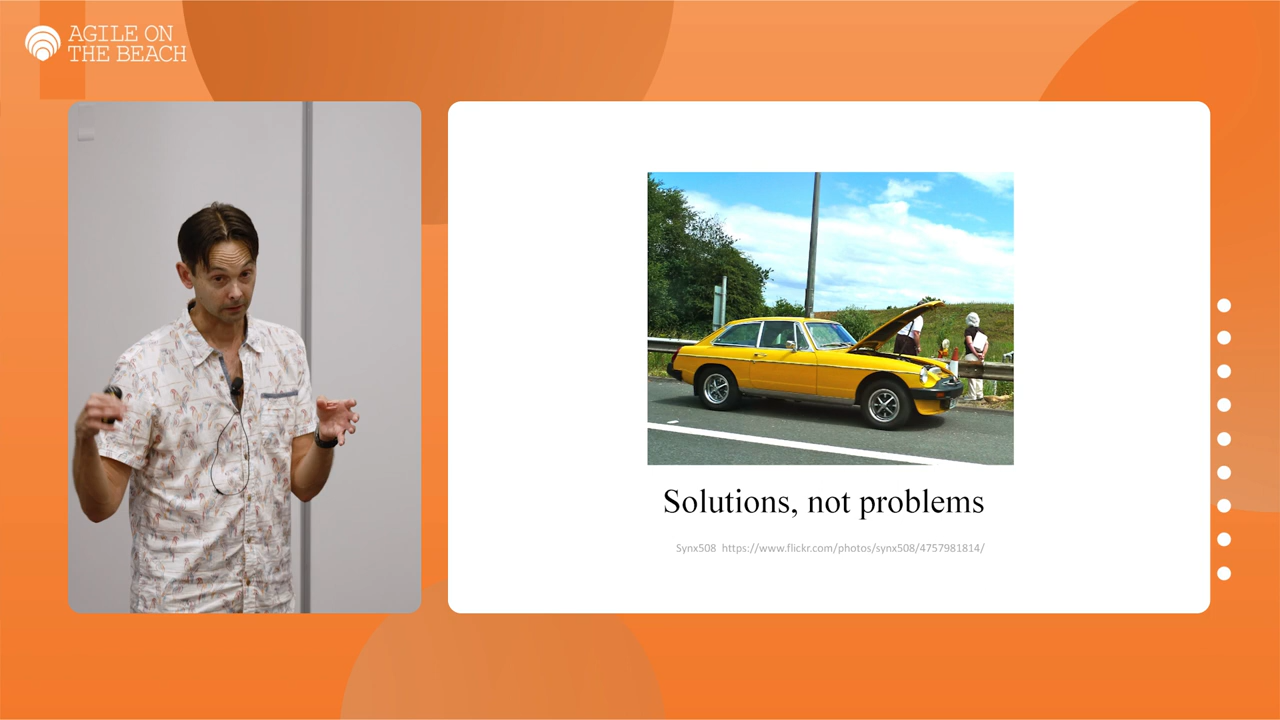 AGILE ON
THE BEACH
Solutions, not problems
Synx508 https://www.flickr.com/photos/synx508/4757981814/